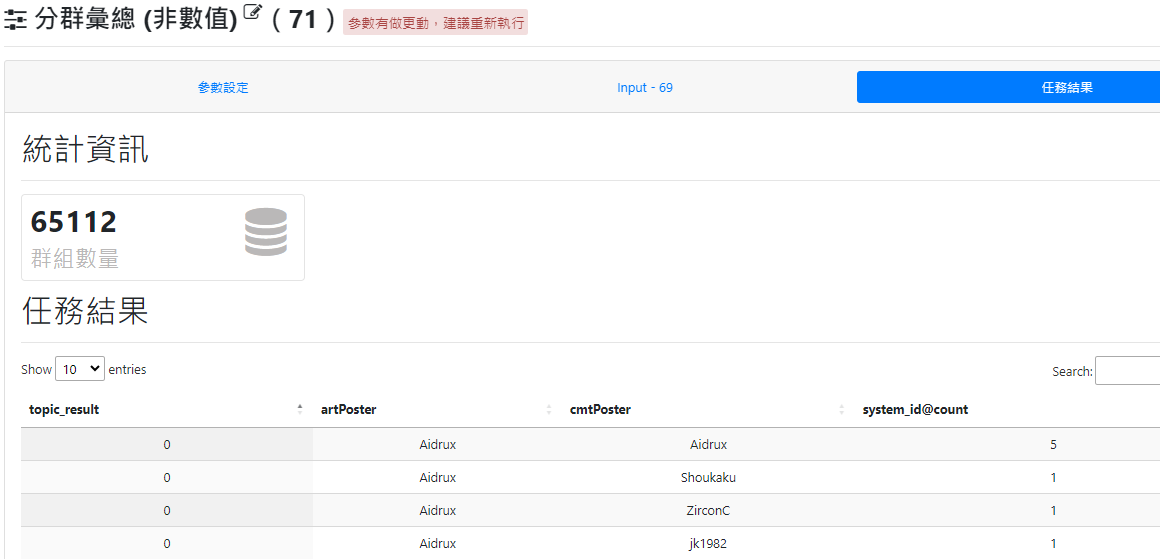 分群彙總 (非數值) ( 71 ) 參數有做更動，建議重新執行
參數設定 Input - 69 任務結果
統計資訊
65112
群組數量
任務結果
Show 10 entries Search:
topic_result artPoster cmtPoster system_id@count
0 Aidrux Aidrux 5
0 Aidrux Shoukaku 1
0 Aidrux ZirconC 1
0 Aidrux jk1982 1